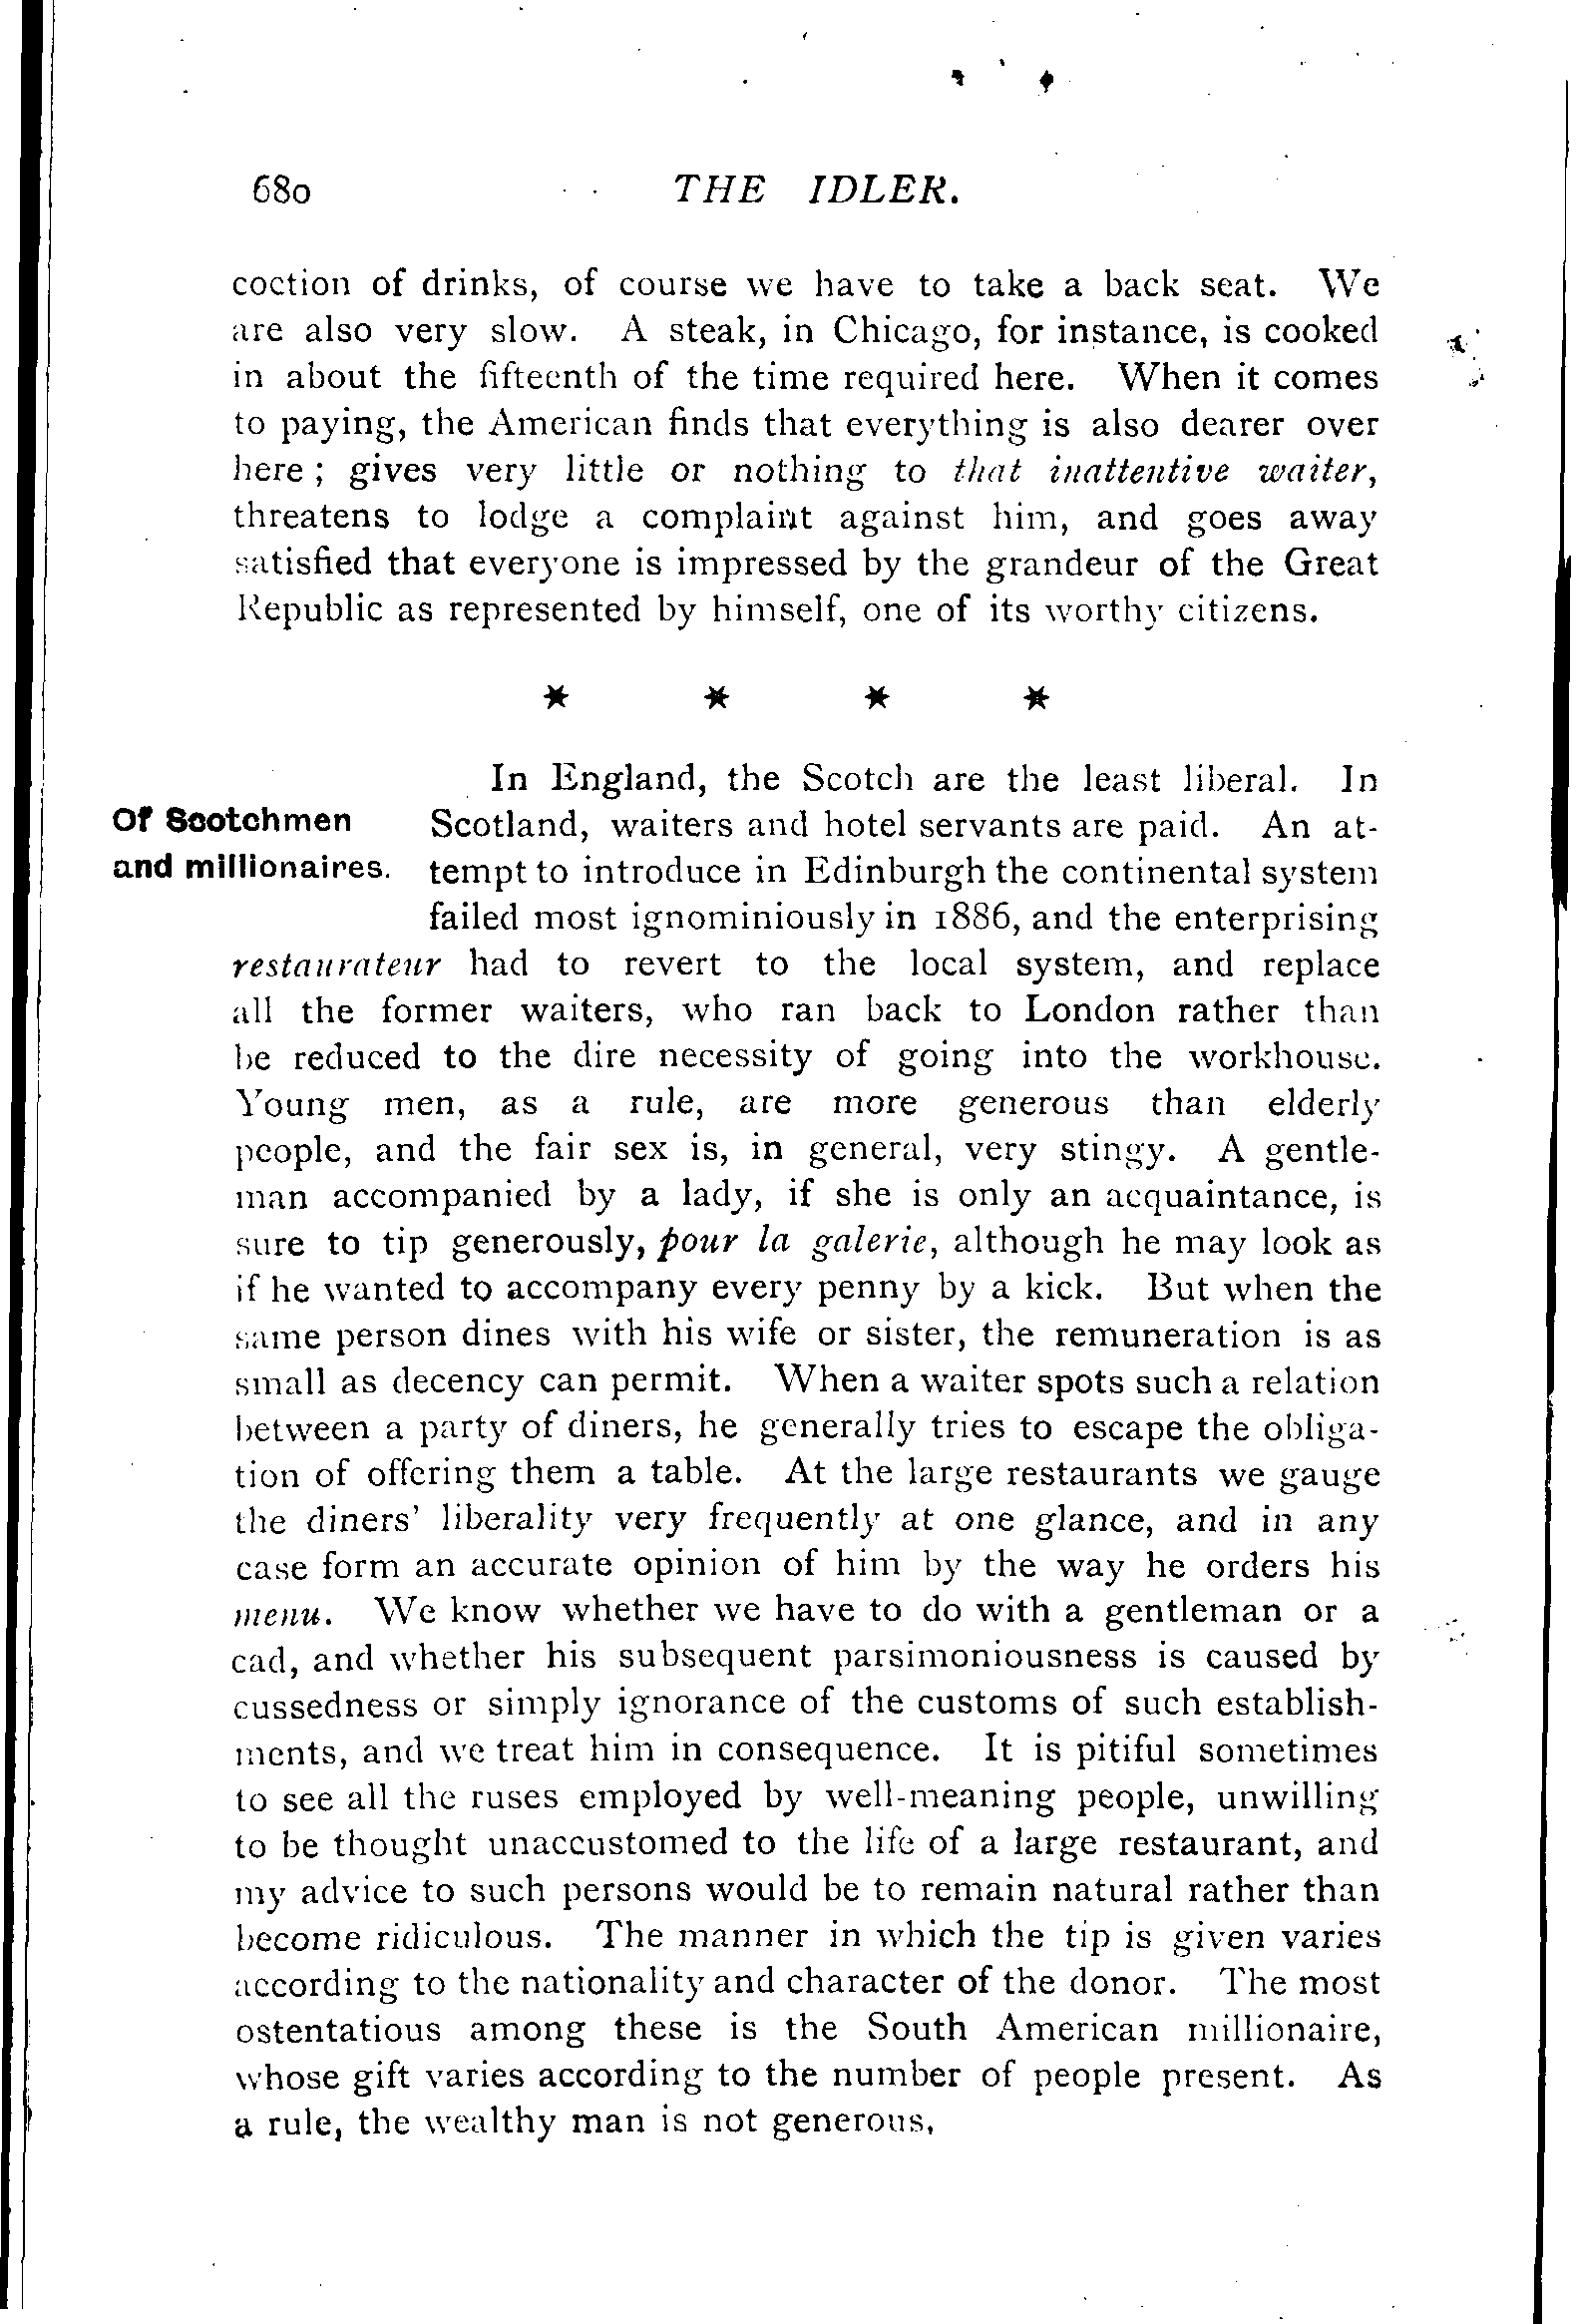 680 THE IDLER.
coction of drinks, of course we have to take a back seat. We
are also very slow. A steak, in Chicago, for instance, is cooked
in about the fifteenth of the time required here. When it comes
to paying, the American finds that everything is also dearer over
here ; gives very little or nothing to that inattentive waiter,
threatens to lodge a complaint against him, and goes away
satisfied that everyone is impressed by the grandeur of the Great
Republic as represented by himself, one of its worthy citizens.
* * * *
Of Scotchmen
and millionaires.
In England, the Scotch are the least liberal. In
Scotland, waiters and hotel servants are paid. An at-
tempt to introduce in Edinburgh the continental system
failed most ignominiously in 1886, and the enterprising
restaurateur had to revert to the local system, and replace
all the former waiters, who ran back to London rather than
be reduced to the dire necessity of going into the workhouse.
Young men, as a rule, are more generous than elderly
people, and the fair sex is, in general, very stingy. A gentle-
man accompanied by a lady, if she is only an acquaintance, is
sure to tip generously, pour la galerie, although he may look as
if he wanted to accompany every penny by a kick. But when the
same person dines with his wife or sister, the remuneration is as
small as decency can permit. When a waiter spots such a relation
between a party of diners, he generally tries to escape the obliga-
tion of offering them a table. At the large restaurants we gauge
the diners' liberality very frequently at one glance, and in any
case form an accurate opinion of him by the way he orders his
menu. We know whether we have to do with a gentleman or a
cad, and whether his subsequent parsimoniousness is caused by
cussedness or simply ignorance of the customs of such establish-
ments, and we treat him in consequence. It is pitiful sometimes
to see all the ruses employed by well-meaning people, unwilling
to be thought unaccustomed to the life of a large restaurant, and
my advice to such persons would be to remain natural rather than
become ridiculous. The manner in which the tip is given varies
according to the nationality and character of the donor. The most
ostentatious among these is the South American millionaire,
whose gift varies according to the number of people present. As
a rule, the wealthy man is not generous,